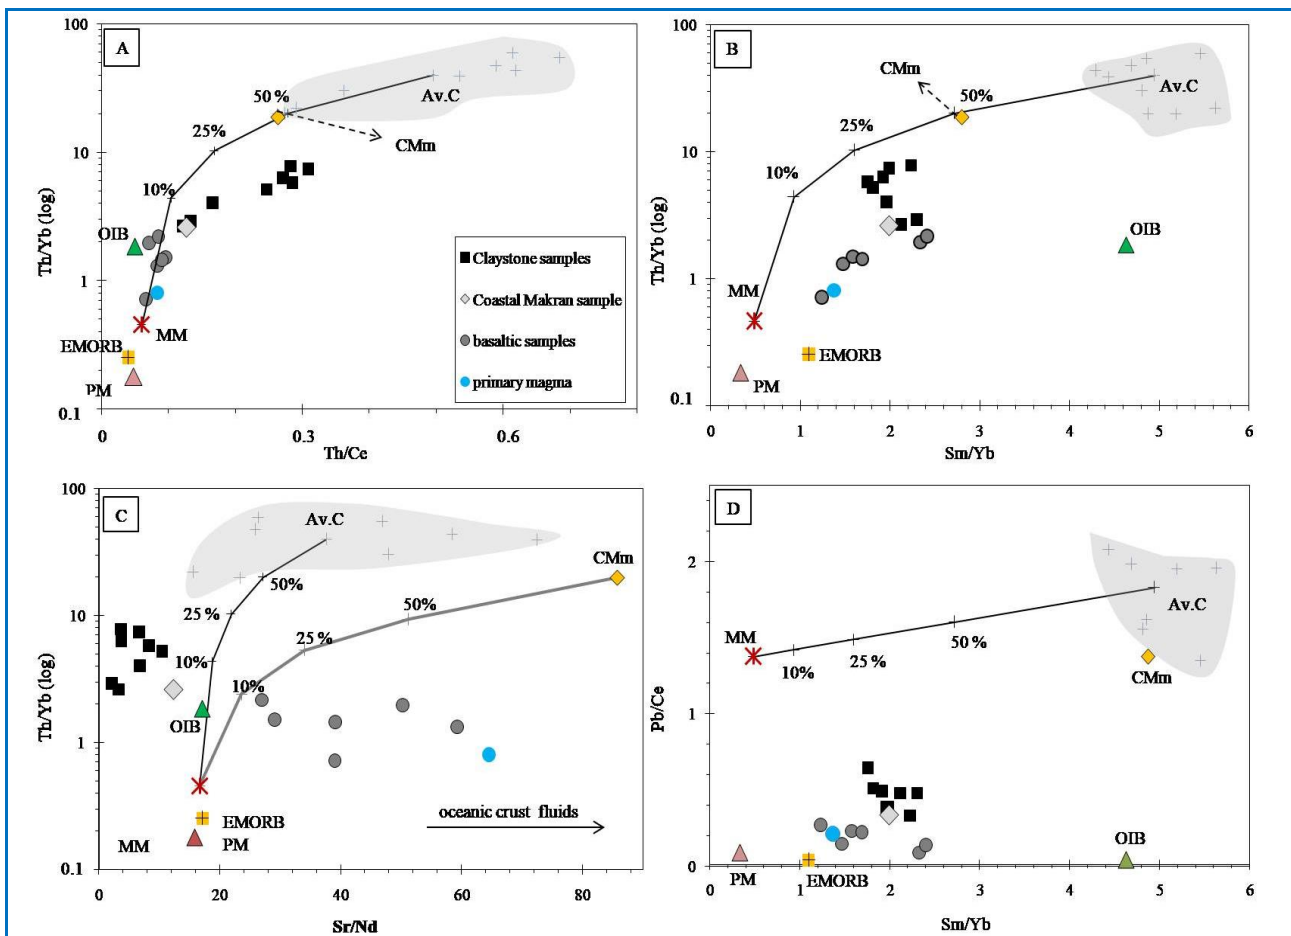 A
100
10
1
0.1
Th/Yb (log)
0
0.3
0.6
Th/Ce
10%
25%
50 %
Av.C
CMm
OIB
MM
EMORB
PM
Claystone samples
Coastal Makran sample
basaltic samples
primary magma
B
100
10
1
0.1
Th/Yb (log)
0
1
2
3
4
5
6
Sm/Yb
CMm
50%
25%
10%
Av.C
OIB
MM
EMORB
PM
C
100
10
1
0.1
Th/Yb (log)
0
20
40
60
80
Sr/Nd
Av.C
CMm
50%
50%
25 %
25 %
10%
10%
OIB
EMORB
MM
PM
oceanic crust fluids
D
2
1
0
Pb/Ce
0
1
2
3
4
5
6
Sm/Yb
MM
10%
25 %
50 %
Av.C
CMm
OIB
PM
EMORB